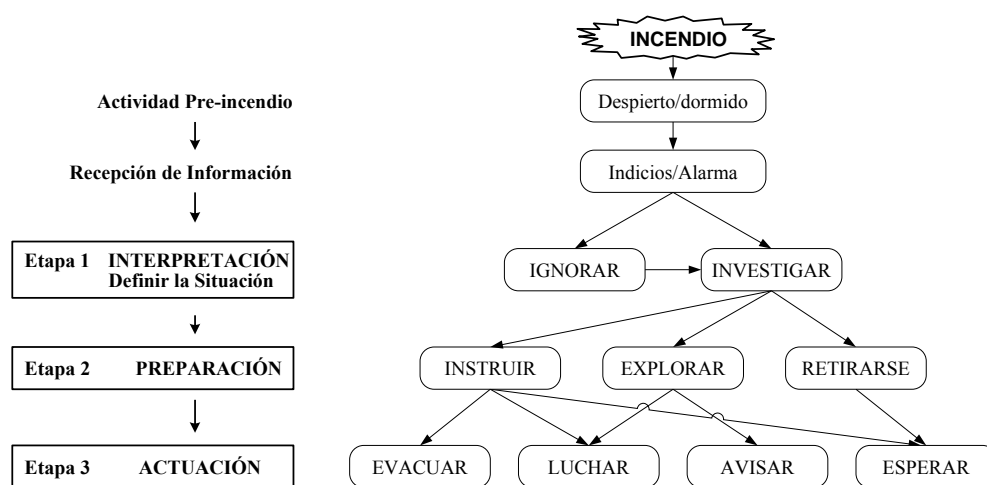 INCENDIO
Actividad Pre-incendio
Despierto/dormido
Recepción de Información
Indicios/Alarma
Etapa 1 INTERPRETACIÓN
Definir la Situación
IGNORAR
INVESTIGAR
Etapa 2 PREPARACIÓN
INSTRUIR
EXPLORAR
RETIRARSE
Etapa 3 ACTUACIÓN
EVACUAR
LUCHAR
AVISAR
ESPERAR